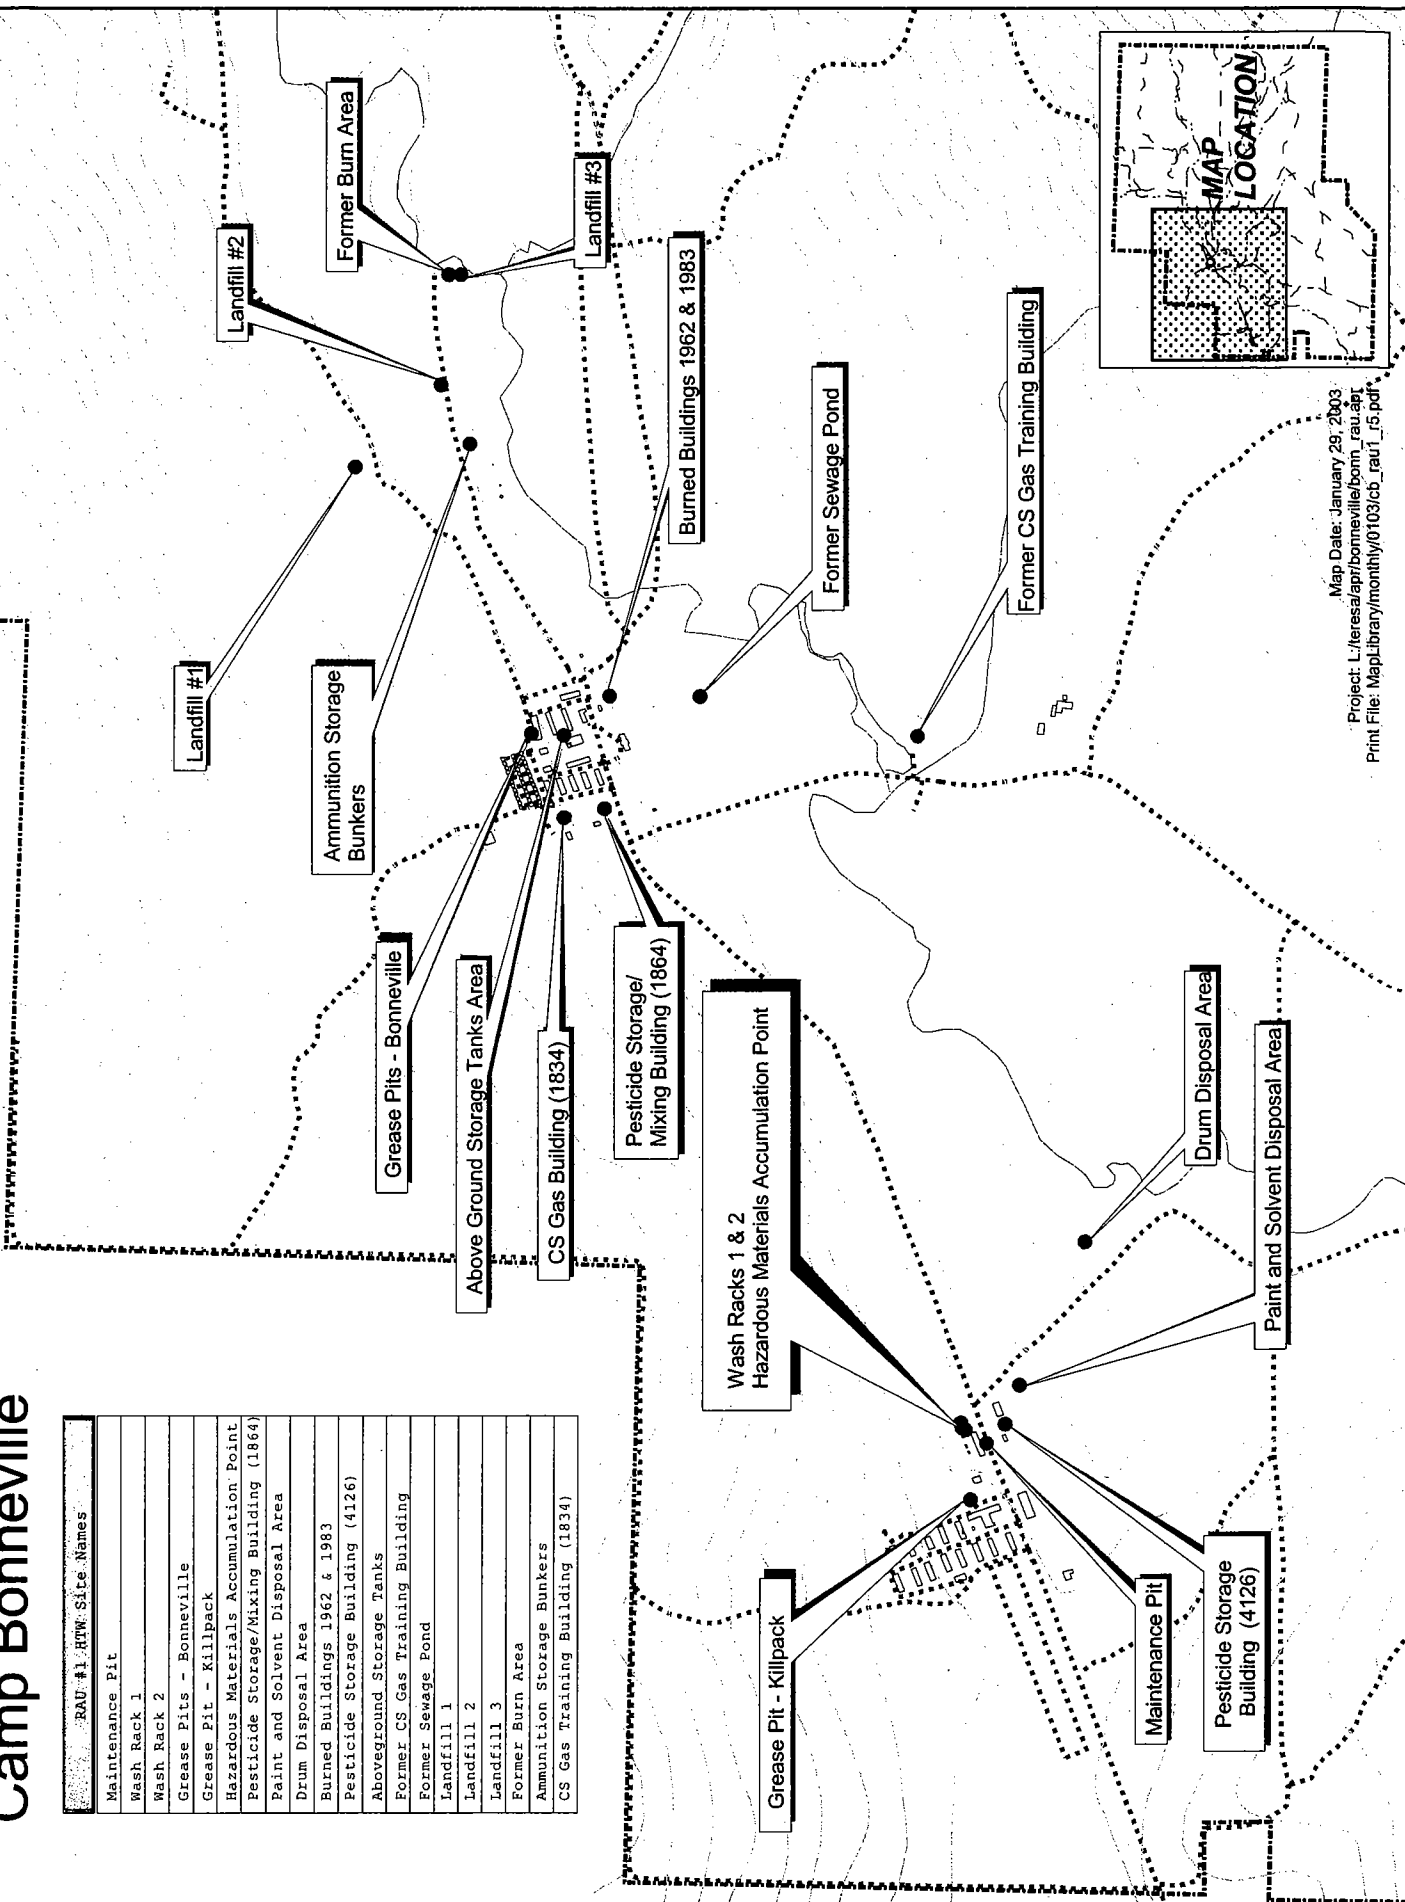 Camp Bonneville
RAU #1 HTW Site Names
Maintenance Pit
Wash Rack 1
Wash Rack 2
Grease Pits - Bonneville
Grease Pit - Killpack
Hazardous Materials Accumulation Point
Pesticide Storage/Mixing Building (1864)
Paint and Solvent Disposal Area
Drum Disposal Area
Burned Buildings 1962 & 1983
Pesticide Storage Building (4126)
Aboveground Storage Tanks
Former CS Gas Training Building
Former Sewage Pond
Landfill 1
Landfill 2
Landfill 3
Former Burn Area
Ammunition Storage Bunkers
CS Gas Training Building (1834)
Landfill #1
Landfill #2
Former Burn Area
Ammunition Storage
Bunkers
Landfill #3
Grease Pits - Bonneville
Above Ground Storage Tanks Area
CS Gas Building (1834)
Pesticide Storage/
Mixing Building (1864)
Burned Buildings 1962 & 1983
Former Sewage Pond
Former CS Gas Training Building
Wash Racks 1 & 2
Hazardous Materials Accumulation Point
Grease Pit - Killpack
Maintenance Pit
Pesticide Storage
Building (4126)
Drum Disposal Area
Paint and Solvent Disposal Area
MAP
LOCATION
Map Date: January 29, 2003
Project: L:/teresa/apr/bonneville/bonn_rau.apr
Print File: MapLibrary/monthly/0103/cb_rau1_r5.pdf